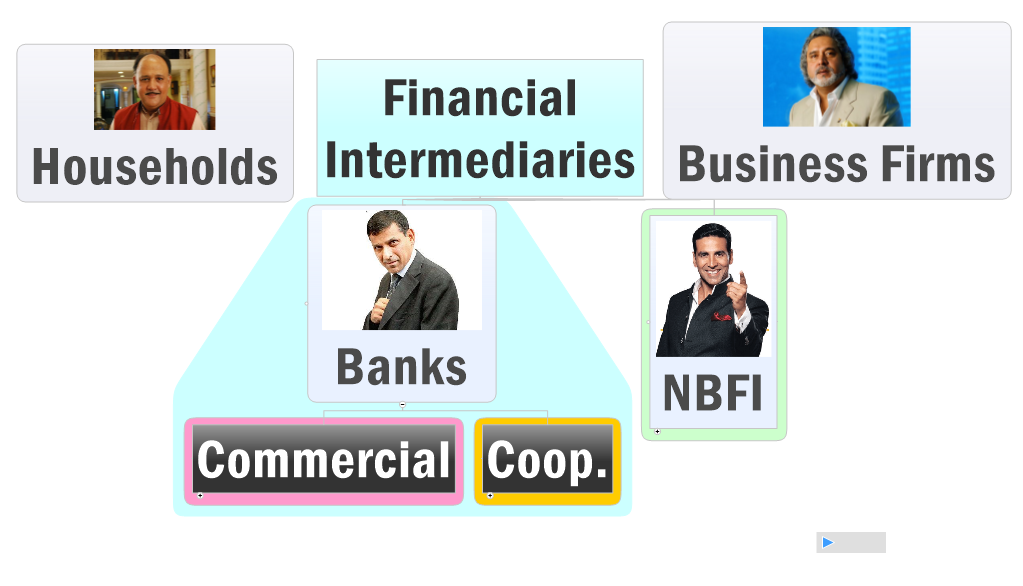 Households
Financial
Intermediaries
Business Firms
Banks
NBFI
Commercial
Coop.